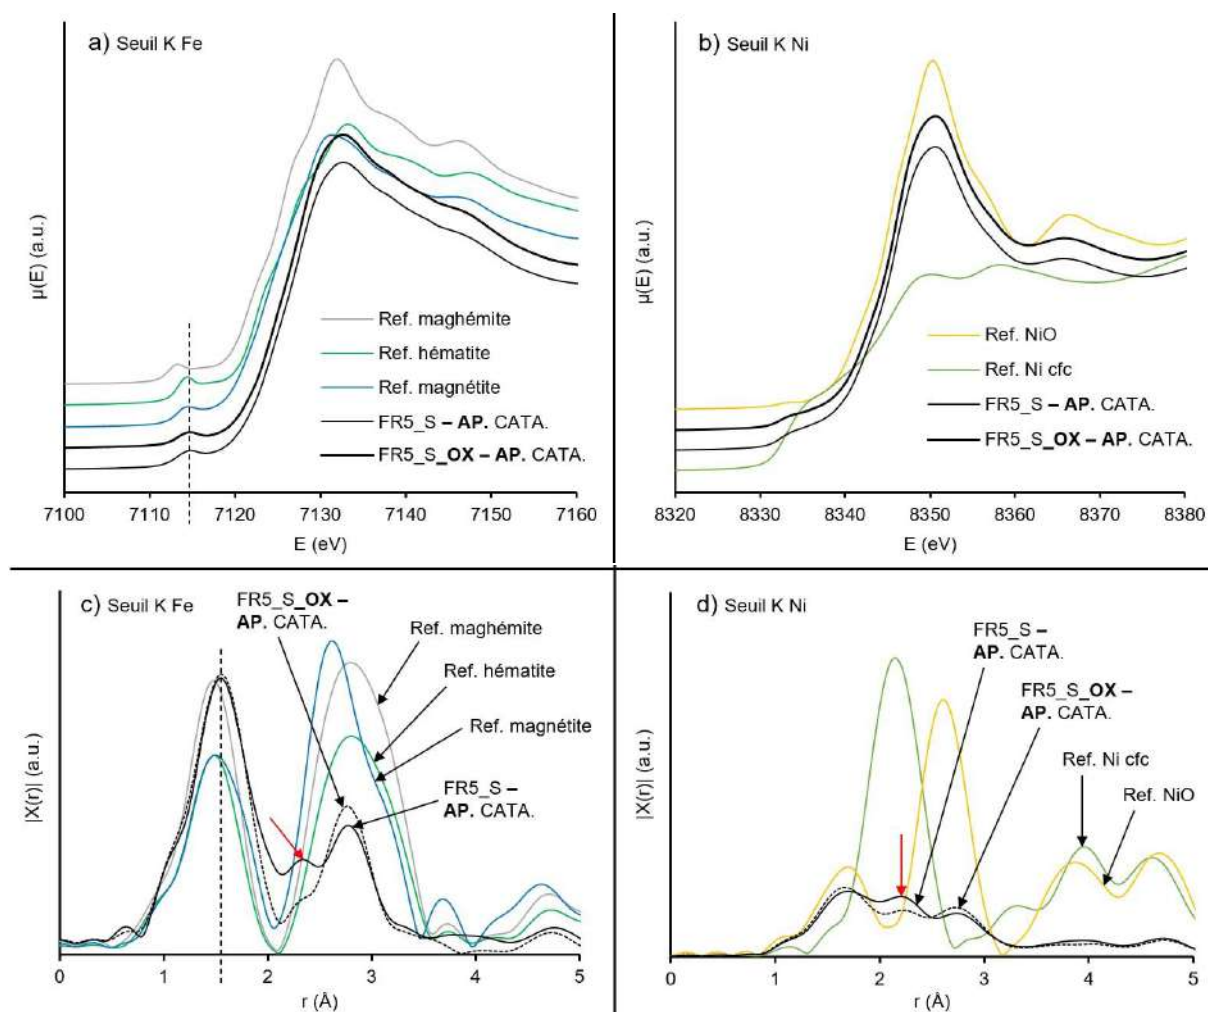 a) Seuil K Fe
μ(E) (a.u.)
Ref. maghémite
Ref. hématite
Ref. magnétite
FR5_S – AP. CATA.
FR5_S_OX – AP. CATA.
7100 7110 7120 7130 7140 7150 7160
E (eV)
b) Seuil K Ni
μ(E) (a.u.)
Ref. NiO
Ref. Ni cfc
FR5_S – AP. CATA.
FR5_S_OX – AP. CATA.
8320 8330 8340 8350 8360 8370 8380
E (eV)
c) Seuil K Fe
FR5_S_OX –
AP. CATA.
Ref. maghémite
Ref. hématite
Ref. magnétite
FR5_S –
AP. CATA.
|X(r)| (a.u.)
0 1 2 3 4 5
r (Å)
d) Seuil K Ni
FR5_S –
AP. CATA.
FR5_S_OX –
AP. CATA.
Ref. Ni cfc
Ref. NiO
|X(r)| (a.u.)
0 1 2 3 4 5
r (Å)